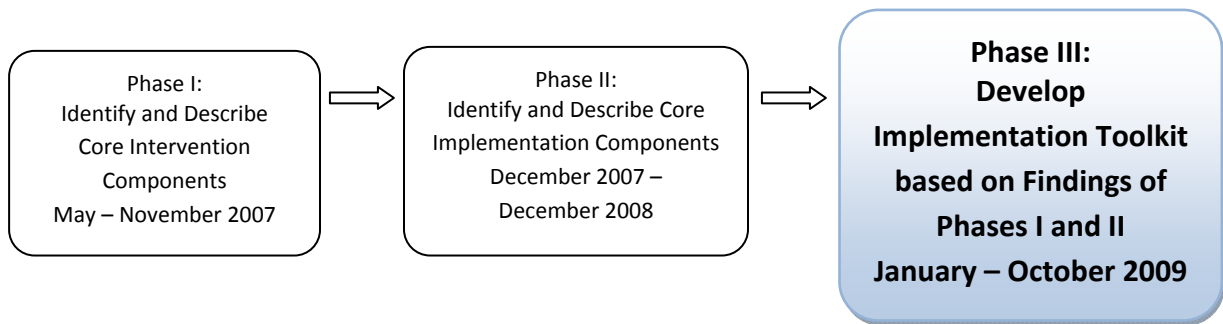 Phase I:
Identify and Describe
Core Intervention
Components
May – November 2007
Phase II:
Identify and Describe Core
Implementation Components
December 2007 –
December 2008
Phase III:
Develop
Implementation Toolkit
based on Findings of
Phases I and II
January – October 2009